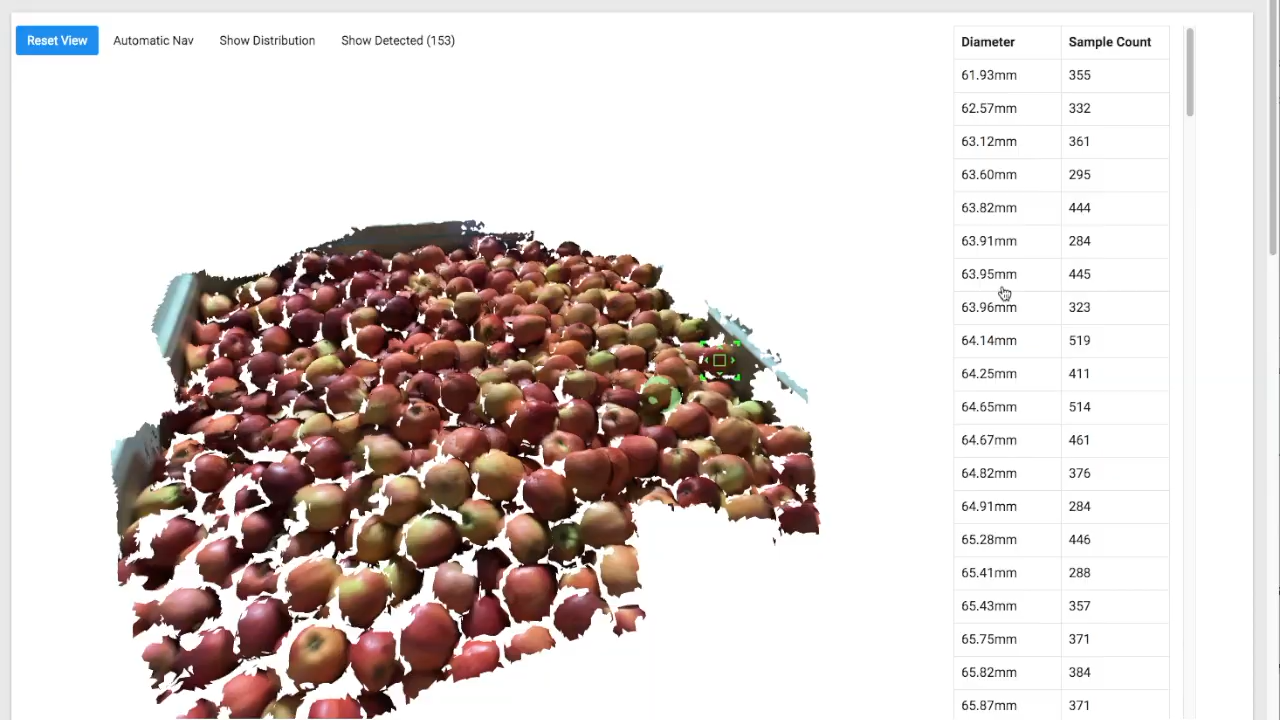 Reset View Automatic Nav Show Distribution Show Detected (153)
Diameter Sample Count
61.93mm 355
62.57mm 332
63.12mm 361
63.60mm 295
63.82mm 444
63.91mm 284
63.95mm 445
63.96mm 323
64.14mm 519
64.25mm 411
64.65mm 514
64.67mm 461
64.82mm 376
64.91mm 284
65.28mm 446
65.41mm 288
65.43mm 357
65.75mm 371
65.82mm 384
65.87mm 371